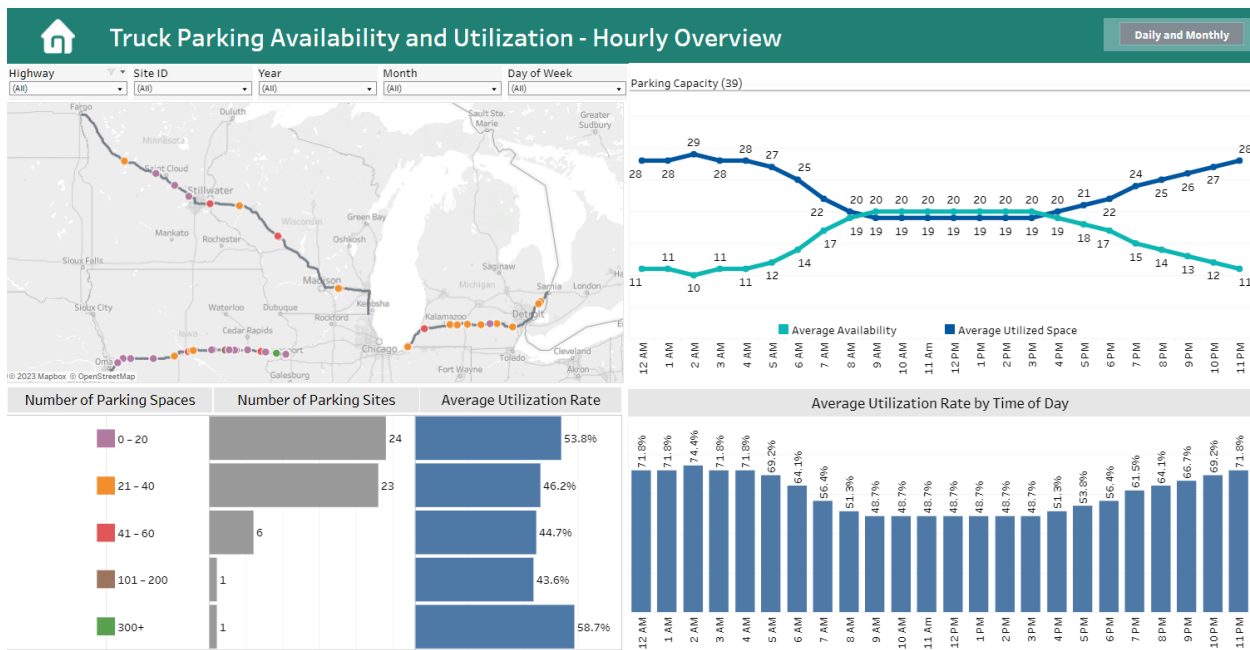 Truck Parking Availability and Utilization - Hourly Overview
Daily and Monthly
Highway Site ID Year Month Day of Week
(All) (All) (All) (All) (All)
Fargo
Duluth
Sault Ste. Marie
Greater Sudbury
Minnesota
Saint Cloud
Stillwater
Wisconsin
Green Bay
Mankato
Rochester
Oshkosh
Sioux Falls
Saginaw
Michigan
Sarnia
London
Madison
Sioux City
Waterloo
Dubuque
Rockford
Kenosha
Kalamazoo
Detroit
Iowa
Cedar Rapids
Chicago
Toledo
Cleveland
Galesburg
Fort Wayne
Akron
© 2023 Mapbox © OpenStreetMap
Parking Capacity (39)
28 28 29 28 28 27 25 22 20 20 20 20 20 20 20 20 20 21 22 24 25 26 27 28
11 11 10 11 11 12 14 17 19 19 19 19 19 19 19 19 19 18 17 15 14 13 12 11
Average Availability Average Utilized Space
12 AM 1 AM 2 AM 3 AM 4 AM 5 AM 6 AM 7 AM 8 AM 9 AM 10 AM 11 Am 12 PM 1 PM 2 PM 3 PM 4 PM 5 PM 6 PM 7 PM 8 PM 9 PM 10 PM 11 PM
Number of Parking Spaces Number of Parking Sites Average Utilization Rate
0 – 20 24 53.8%
21 – 40 23 46.2%
41 – 60 6 44.7%
101 – 200 1 43.6%
300+ 1 58.7%
Average Utilization Rate by Time of Day
71.8% 71.8% 74.4% 71.8% 71.8% 69.2% 64.1% 56.4% 51.3% 48.7% 48.7% 48.7% 48.7% 48.7% 48.7% 48.7% 51.3% 53.8% 56.4% 61.5% 64.1% 66.7% 69.2% 71.8%
12 AM 1 AM 2 AM 3 AM 4 AM 5 AM 6 AM 7 AM 8 AM 9 AM 10 AM 11 Am 12 PM 1 PM 2 PM 3 PM 4 PM 5 PM 6 PM 7 PM 8 PM 9 PM 10 PM 11 PM